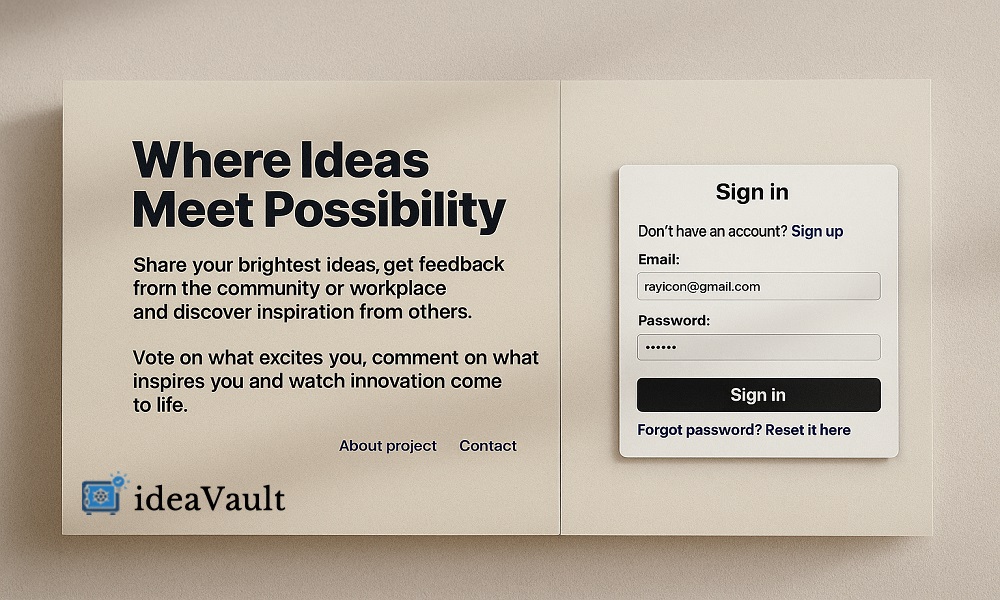 Where Ideas
Meet Possibility
Share your brightest ideas, get feedback
from the community or workplace
and discover inspiration from others.
Vote on what excites you, comment on what
inspires you and watch innovation come
to life.
About project Contact
ideaVault
Sign in
Don't have an account? Sign up
Email:
rayicon@gmail.com
Password:
••••••
Sign in
Forgot password? Reset it here